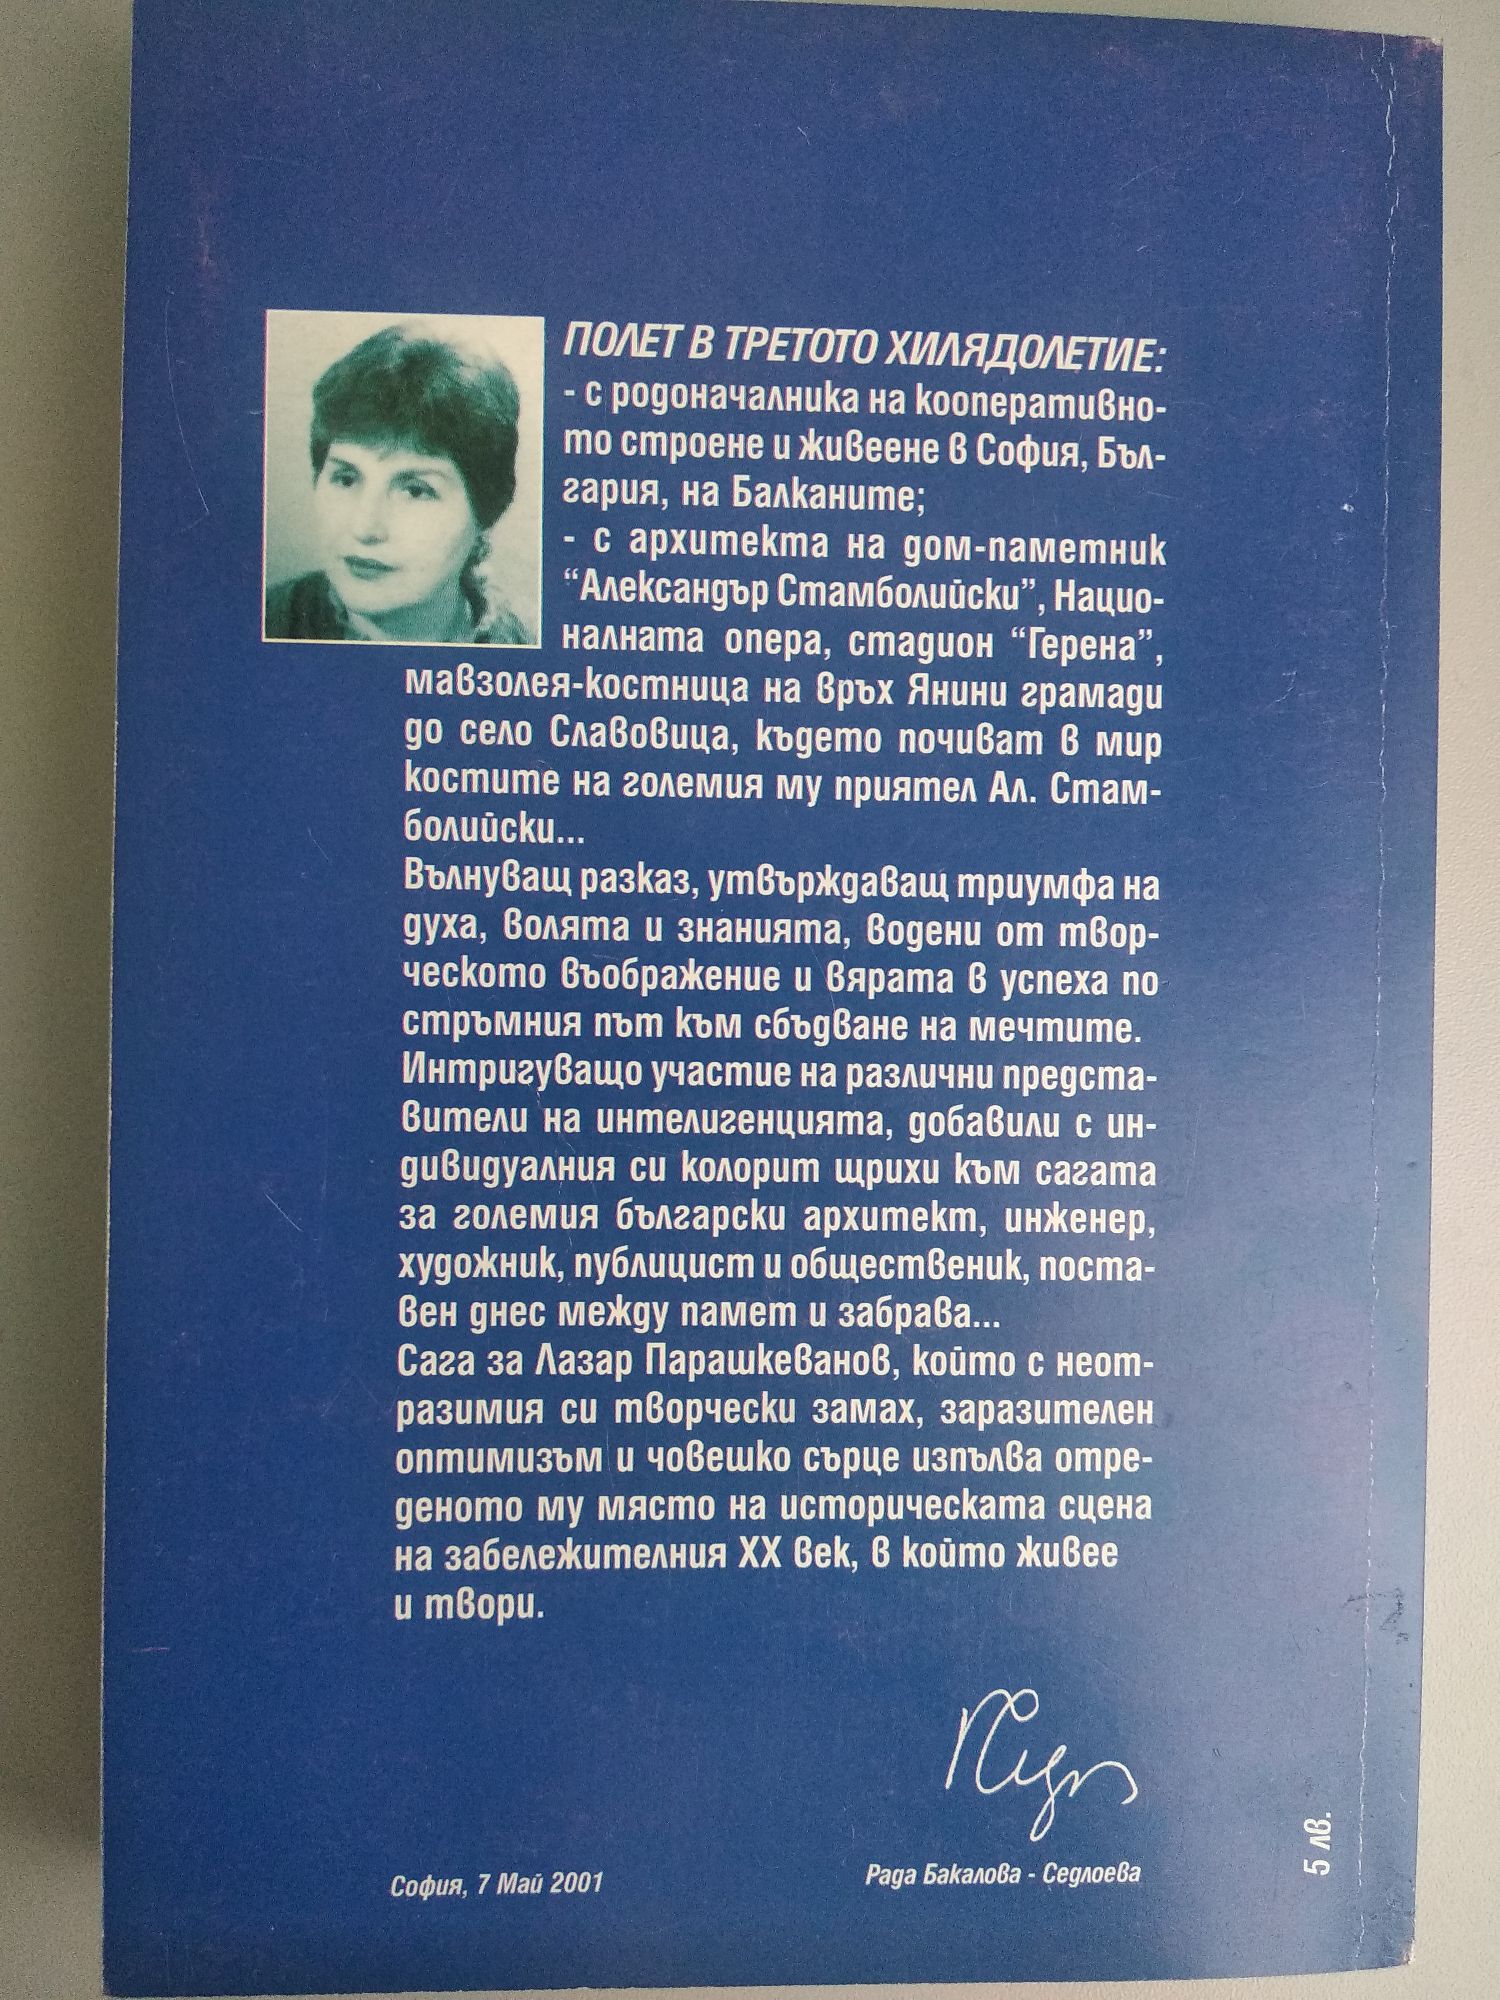 ПОЛЕТ В ТРЕТОТО ХИЛЯДОЛЕТИЕ:
- с родоначалника на кооперативно-
то строене и живеене в София, Бъл-
гария, на Балканите;
- с архитекта на дом-паметник
“Александър Стамболийски”, Нацио-
налната опера, стадион “Герена”,
мавзолея-костница на връх Янини грамади
до село Славовица, където почиват в мир
костите на големия му приятел Ал. Стам-
болийски...
Вълнуващ разказ, утвърждаващ триумфа на
духа, волята и знанията, водени от твор-
ческото въображение и вярата в успеха по
стръмния път към сбъдване на мечтите.
Интригуващо участие на различни предста-
вители на интелигенцията, добавили с ин-
дивидуалния си колорит щрихи към сагата
за големия български архитект, инженер,
художник, публицист и общественик, поста-
вен днес между памет и забрава...
Сага за Лазар Парашкеванов, който с неот-
разимия си творчески замах, заразителен
оптимизъм и човешко сърце изпълва отре-
деното му място на историческата сцена
на забележителния XX век, в който живее
и твори.
София, 7 Май 2001
Рада Бакалова - Седлоева
5 лв.